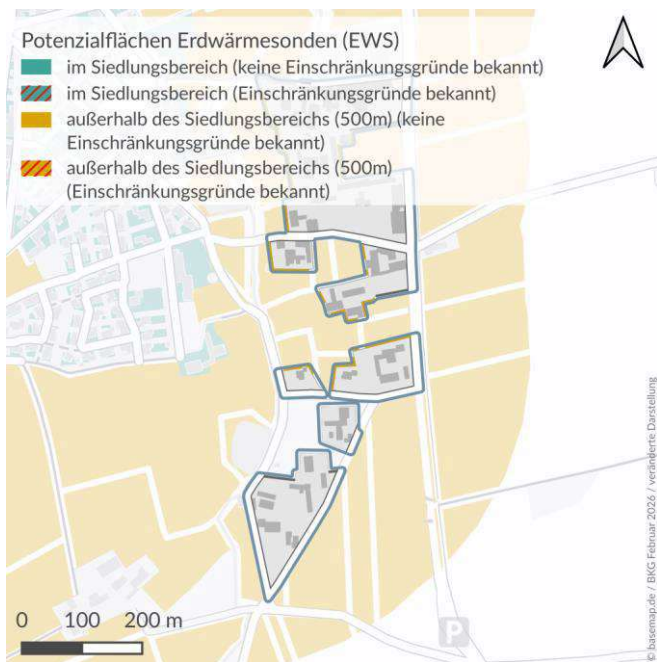 Potenzialflächen Erdwärmesonden (EWS)
im Siedlungsbereich (keine Einschränkungsgründe bekannt)
im Siedlungsbereich (Einschränkungsgründe bekannt)
außerhalb des Siedlungsbereichs (500m) (keine
Einschränkungsgründe bekannt)
außerhalb des Siedlungsbereichs (500m)
(Einschränkungsgründe bekannt)
© basemap.de / BKG Februar 2026 / veränderte Darstellung
P
0 100 200 m